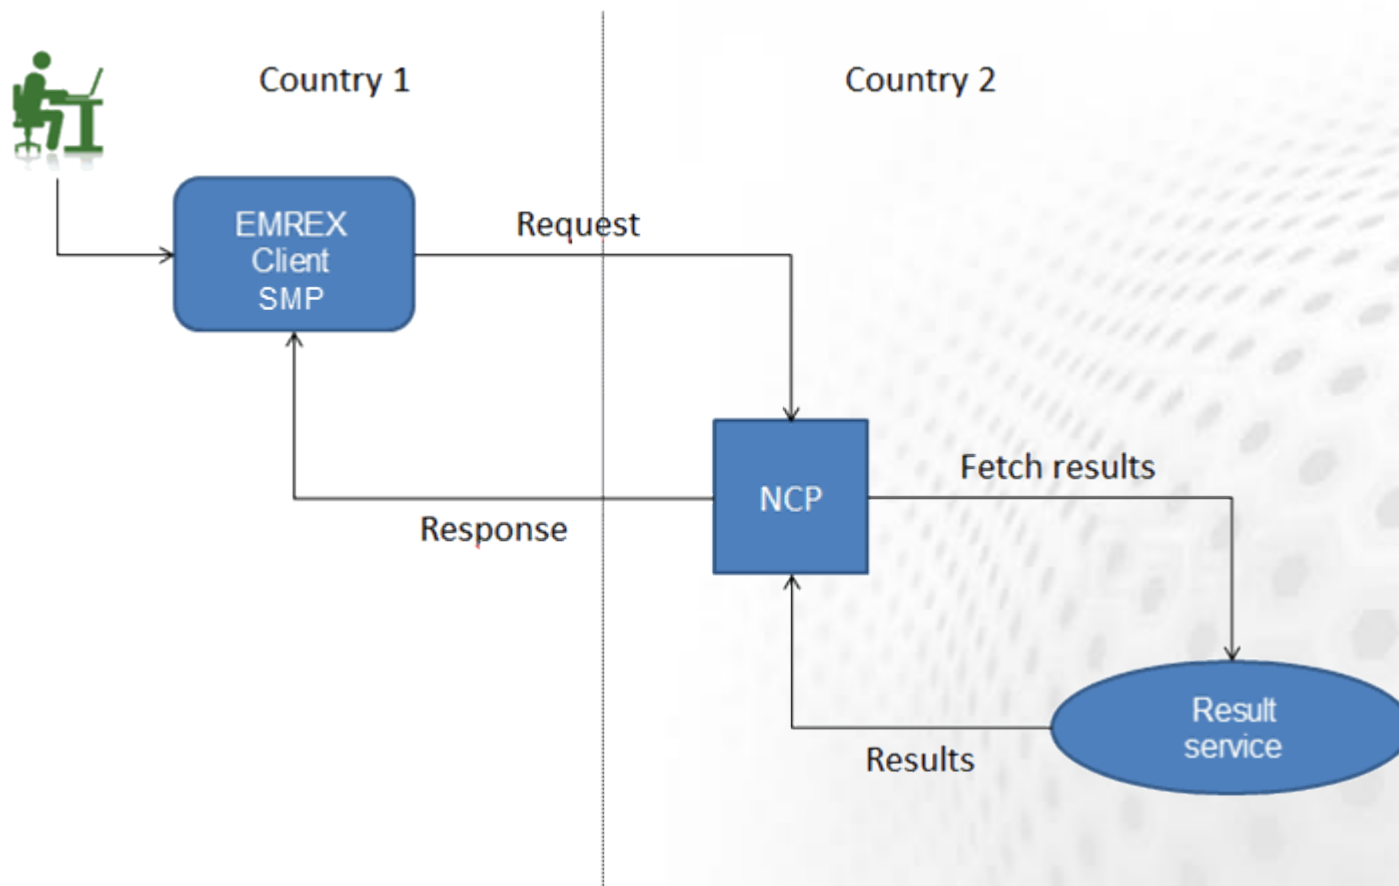 Country 1
Country 2
EMREX
Client
SMP
Request
NCP
Fetch results
Response
Result
service
Results